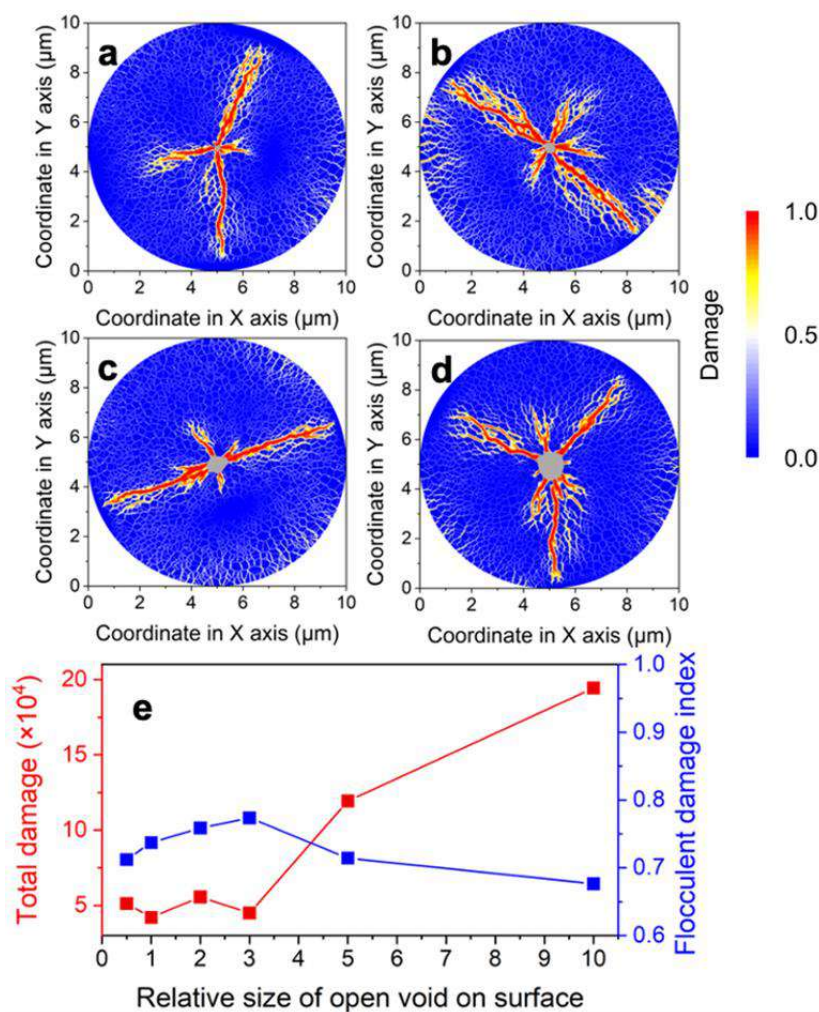 a
10
8
6
4
2
0
Coordinate in Y axis (µm)
0 2 4 6 8 10
Coordinate in X axis (µm)
b
10
8
6
4
2
0
Coordinate in Y axis (µm)
0 2 4 6 8 10
Coordinate in X axis (µm)
c
10
8
6
4
2
0
Coordinate in Y axis (µm)
0 2 4 6 8 10
Coordinate in X axis (µm)
d
10
8
6
4
2
0
Coordinate in Y axis (µm)
0 2 4 6 8 10
Coordinate in X axis (µm)
Damage
1.0
0.5
0.0
e
Total damage (×10⁴)
20
15
10
5
Flocculent damage index
1.0
0.9
0.8
0.7
0.6
0 1 2 3 4 5 6 7 8 9 10
Relative size of open void on surface